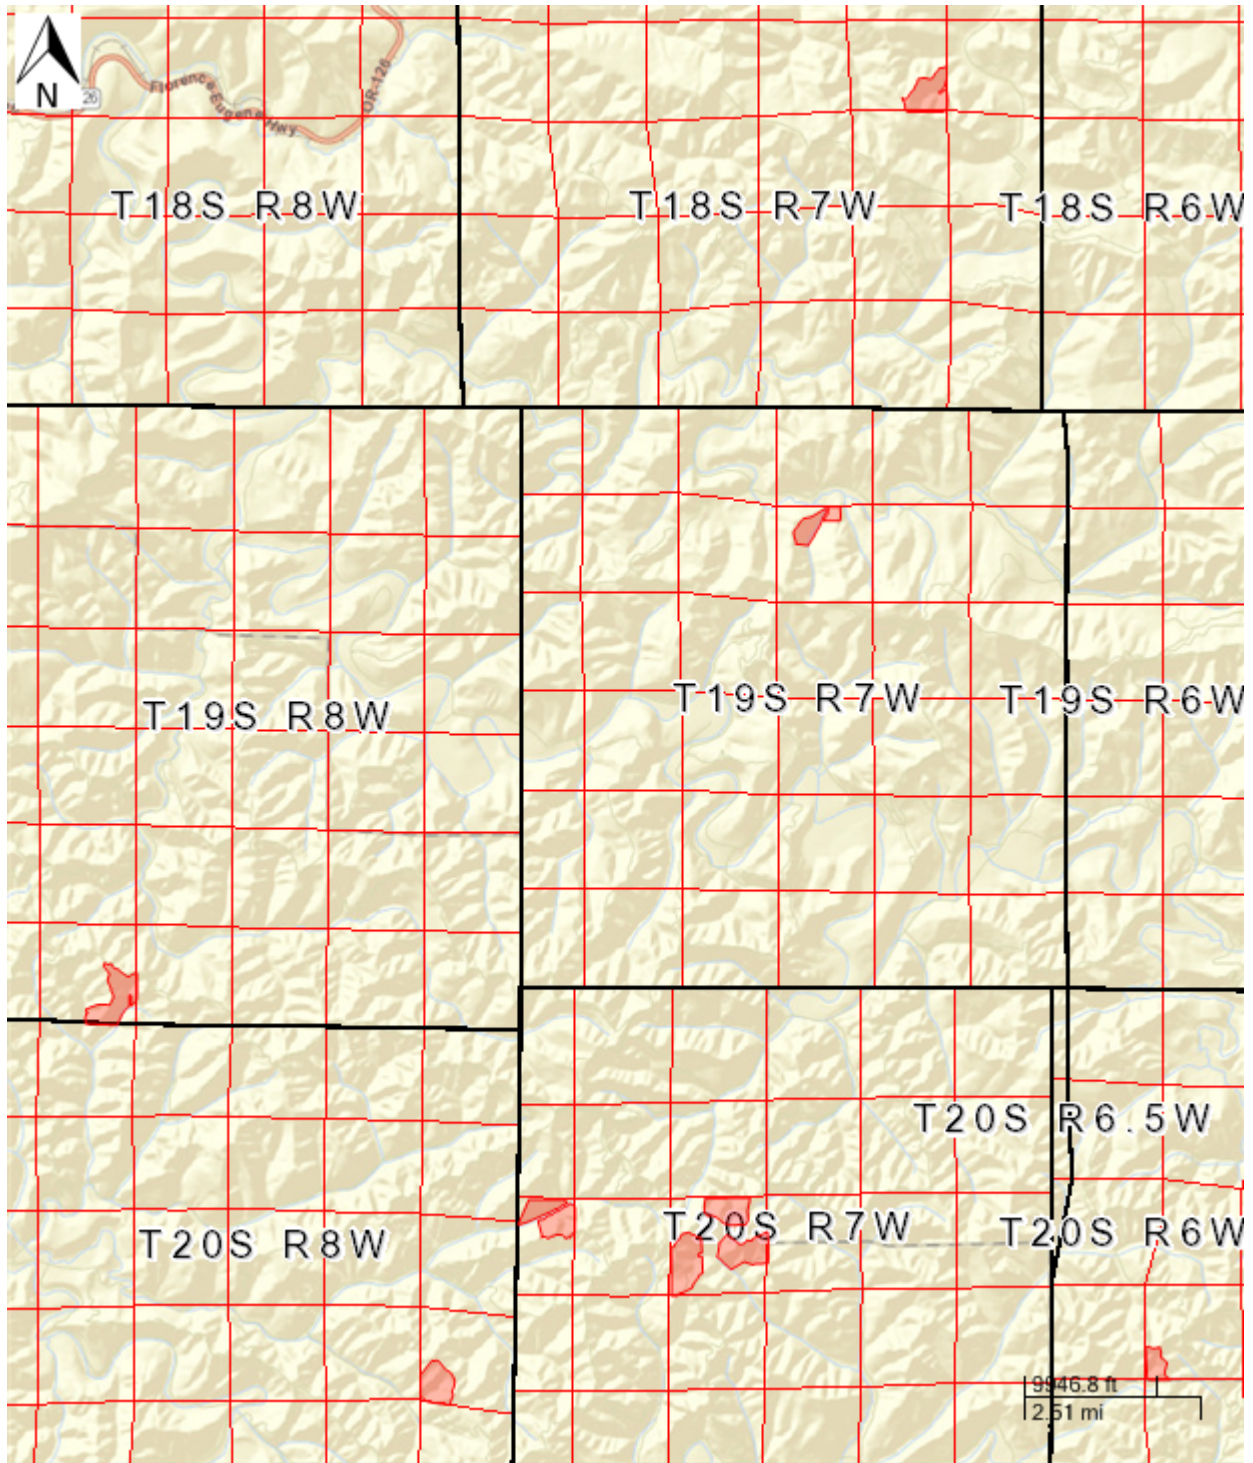 N
26
Florence
Eugene Hwy
OR-126
T18S R8W
T18S R7W
T18S R6W
T19S R8W
T19S R7W
T19S R6W
T20S R6.5W
T20S R8W
T20S R7W
T20S R6W
9946.8 ft
2.51 mi